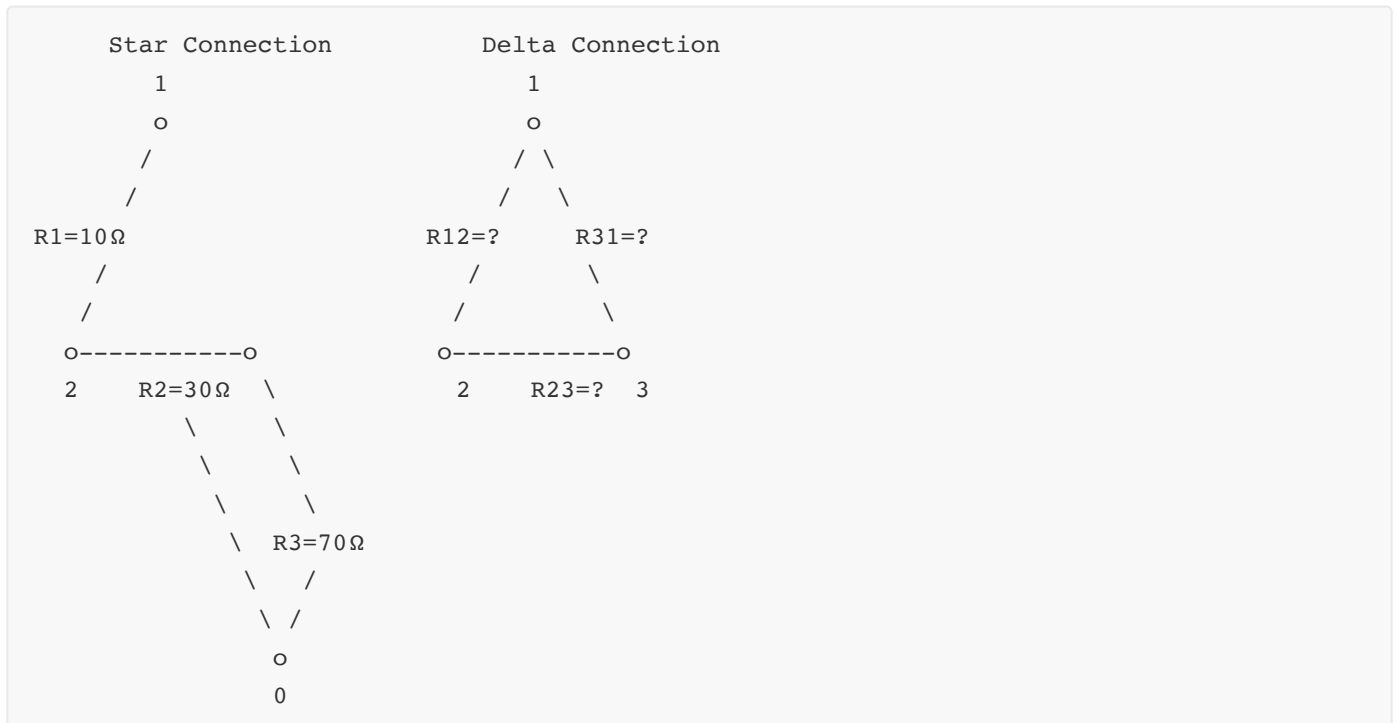 Star Connection Delta Connection
1 1
o o
/ / \
/ / \
R1=10Ω R12=? R31=?
/ / \
/ / \
o-----------o o-----------o
2 R2=30Ω \ 2 R23=? 3
\ \
\ \
\ \
\ R3=70Ω
\ /
\ /
o
0